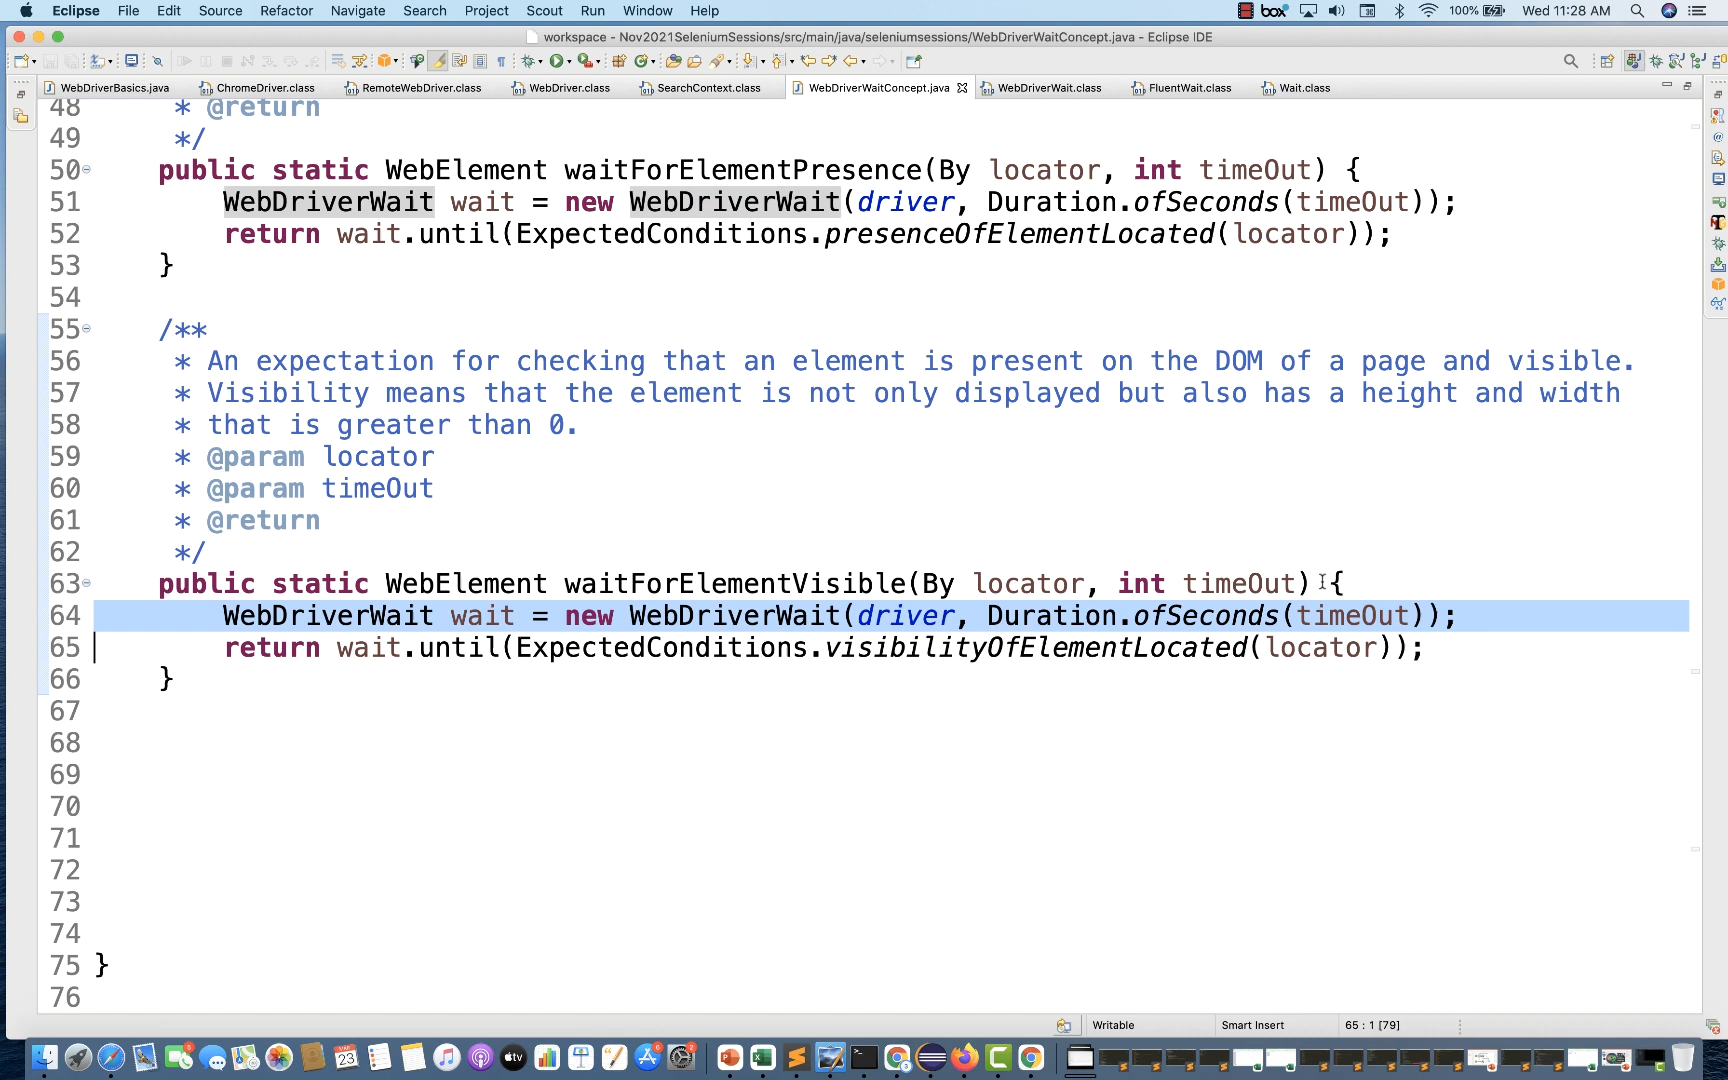 Eclipse File Edit Source Refactor Navigate Search Project Scout Run Window Help box 100% Wed 11:28 AM
workspace - Nov2021SeleniumSessions/src/main/java/seleniumsessions/WebDriverWaitConcept.java - Eclipse IDE
WebDriverBasics.java ChromeDriver.class RemoteWebDriver.class WebDriver.class SearchContext.class WebDriverWaitConcept.java WebDriverWait.class FluentWait.class Wait.class
48 * @return
49 */
50 public static WebElement waitForElementPresence(By locator, int timeOut) {
51 WebDriverWait wait = new WebDriverWait(driver, Duration.ofSeconds(timeOut));
52 return wait.until(ExpectedConditions.presenceOfElementLocated(locator));
53 }
54
55 /**
56 * An expectation for checking that an element is present on the DOM of a page and visible.
57 * Visibility means that the element is not only displayed but also has a height and width
58 * that is greater than 0.
59 * @param locator
60 * @param timeOut
61 * @return
62 */
63 public static WebElement waitForElementVisible(By locator, int timeOut) {
64 WebDriverWait wait = new WebDriverWait(driver, Duration.ofSeconds(timeOut));
65 return wait.until(ExpectedConditions.visibilityOfElementLocated(locator));
66 }
67
68
69
70
71
72
73
74
75 }
76
Writable Smart Insert 65 : 1 [79]
23 tv